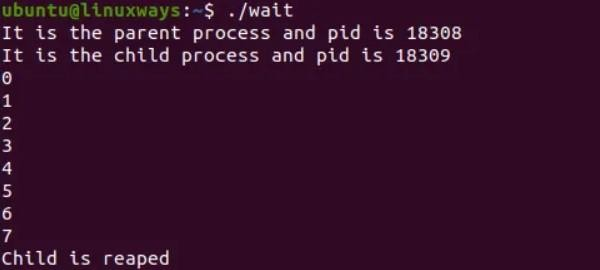 ubuntu@linuxways:~$ ./wait
It is the parent process and pid is 18308
It is the child process and pid is 18309
0
1
2
3
4
5
6
7
Child is reaped